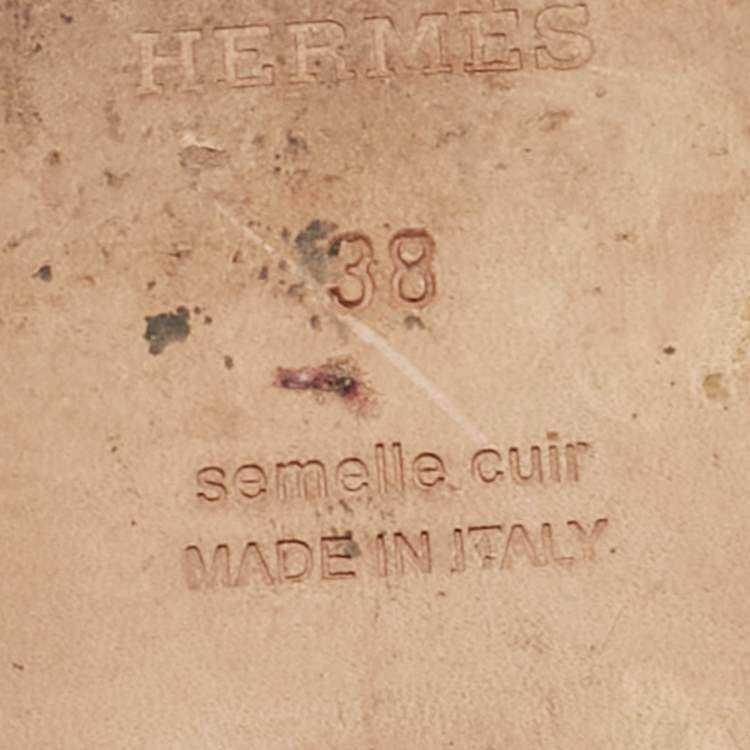 HERMES
38
semelle cuir
MADE IN ITALY